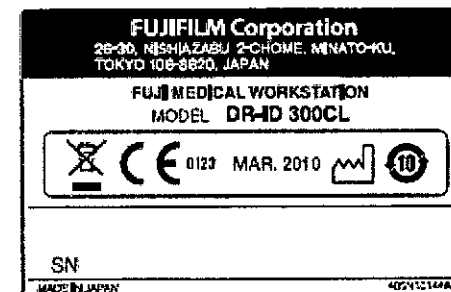 FUJIFILM Corporation
26-30, NISHIAZABU 2-CHOME, MINATO-KU,
TOKYO 106-8620, JAPAN
FUJI MEDICAL WORKSTATION
MODEL DR-ID 300CL
CE 0123 MAR. 2010 10
SN
MADE IN JAPAN